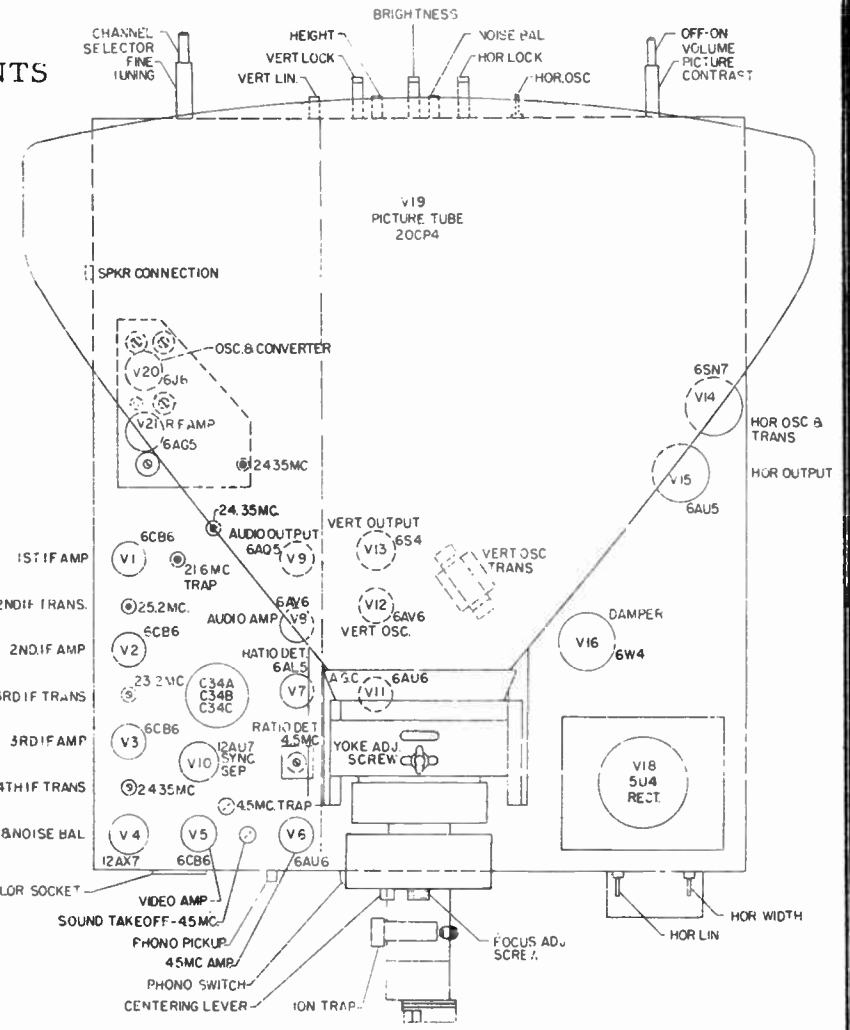 NTS
BRIGHTNESS
CHANNEL
SELECTOR
FINE
TUNING
HEIGHT
VERT LOCK
VERT LIN.
NOISE BAL
HOR LOCK
HOR.OSC
OFF-ON
VOLUME
PICTURE
CONTRAST
V19
PICTURE TUBE
20CP4
SPKR CONNECTION
OSC.& CONVERTER
V20
6J6
V21
R F AMP
6AG5
24.35MC
6SN7
V14
HOR OSC &
TRANS
V15
HOR OUTPUT
6AU5
24.35MC.
AUDIO OUTPUT
6AQ5
V9
VERT OUTPUT
6S4
V13
VERT OSC
TRANS
1ST IF AMP
6CB6
V1
21.6 MC
TRAP
2ND IF TRANS.
25.2MC.
6AV6
AUDIO AMP
V8
V12
6AV6
VERT OSC.
DAMPER
V16
6W4
2ND.IF AMP
6CB6
V2
RATIO DET.
6AL5
V7
A.G.C
6AU6
V11
3RD IF TRANS
23.2MC
C34A
C34B
C34C
3RD IF AMP
6CB6
V3
V10
12AU7
SYNC
SEP
RATIO DET
4.5MC
YOKE ADJ.
SCREW
V18
5U4
RECT.
4TH IF TRANS
24.35MC
4.5MC. TRAP
&NOISE BAL
V4
12AX7
V5
6CB6
V6
6AU6
LOR SOCKET
VIDEO AMP
SOUND TAKEOFF-4.5MC
PHONO PICKUP
4.5MC AMP
PHONO SWITCH
CENTERING LEVER
ION TRAP
FOCUS ADJ
SCREW
HOR LIN
HOR WIDTH